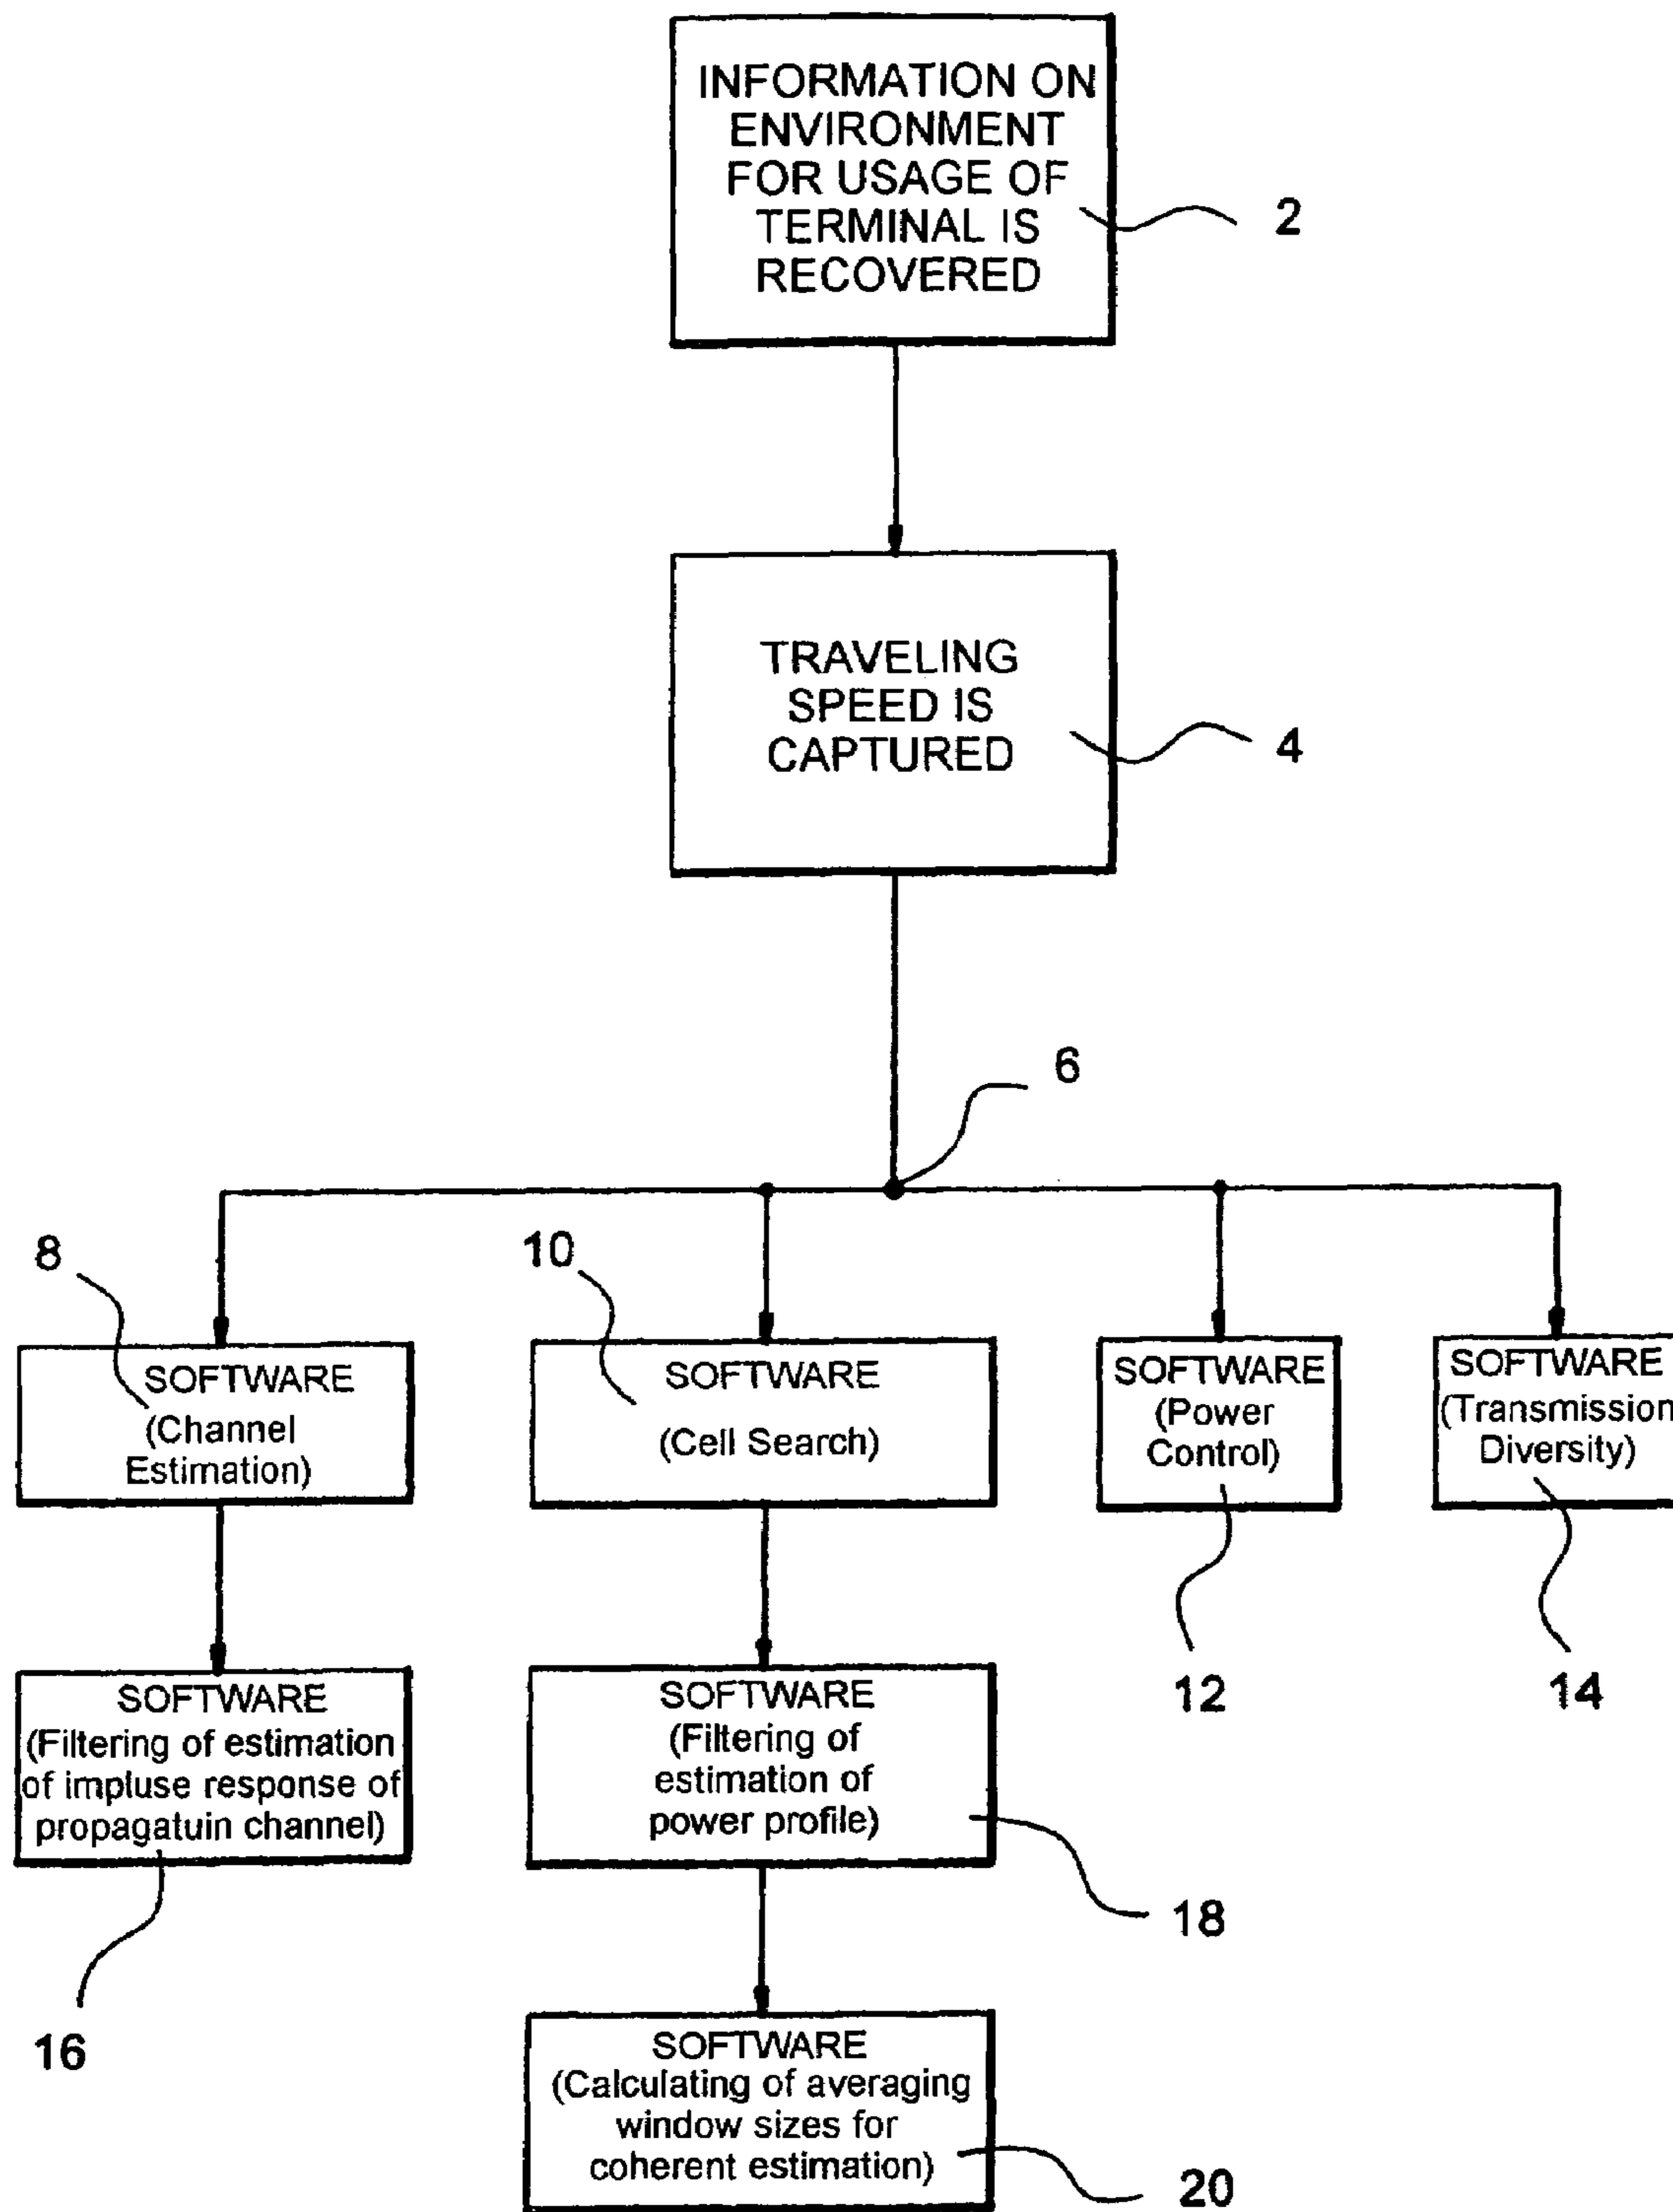 INFORMATION ON
ENVIRONMENT
FOR USAGE OF
TERMINAL IS
RECOVERED
2
TRAVELING
SPEED IS
CAPTURED
4
6
8
SOFTWARE
(Channel
Estimation)
10
SOFTWARE
(Cell Search)
SOFTWARE
(Power
Control)
12
SOFTWARE
(Transmission
Diversity)
14
SOFTWARE
(Filtering of estimation
of impluse response of
propagatuin channel)
16
SOFTWARE
(Filtering of
estimation of
power profile)
18
SOFTWARE
(Calculating of averaging
window sizes for
coherent estimation)
20